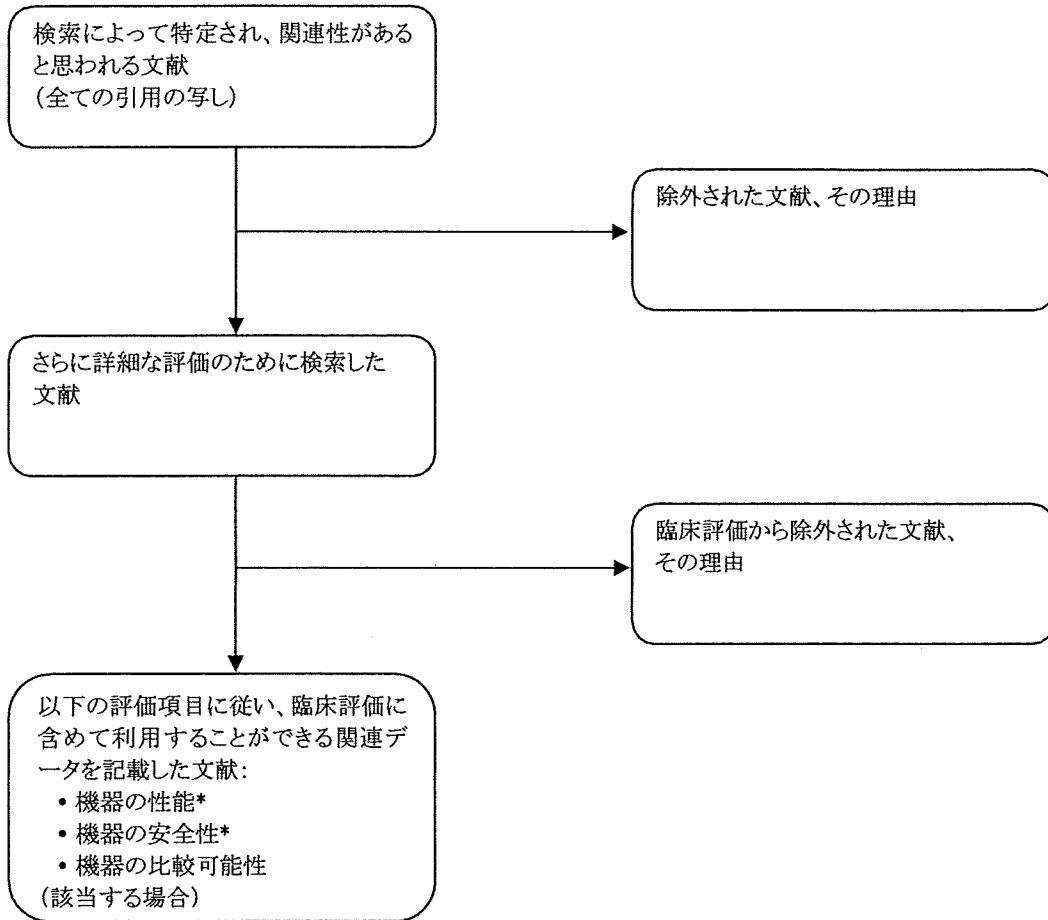 検索によって特定され、関連性がある
と思われる文献
(全ての引用の写し)
除外された文献、その理由
さらに詳細な評価のために検索した
文献
臨床評価から除外された文献、
その理由
以下の評価項目に従い、臨床評価に
含めて利用することができる関連デ
ータを記載した文献:
• 機器の性能*
• 機器の安全性*
• 機器の比較可能性
(該当する場合)